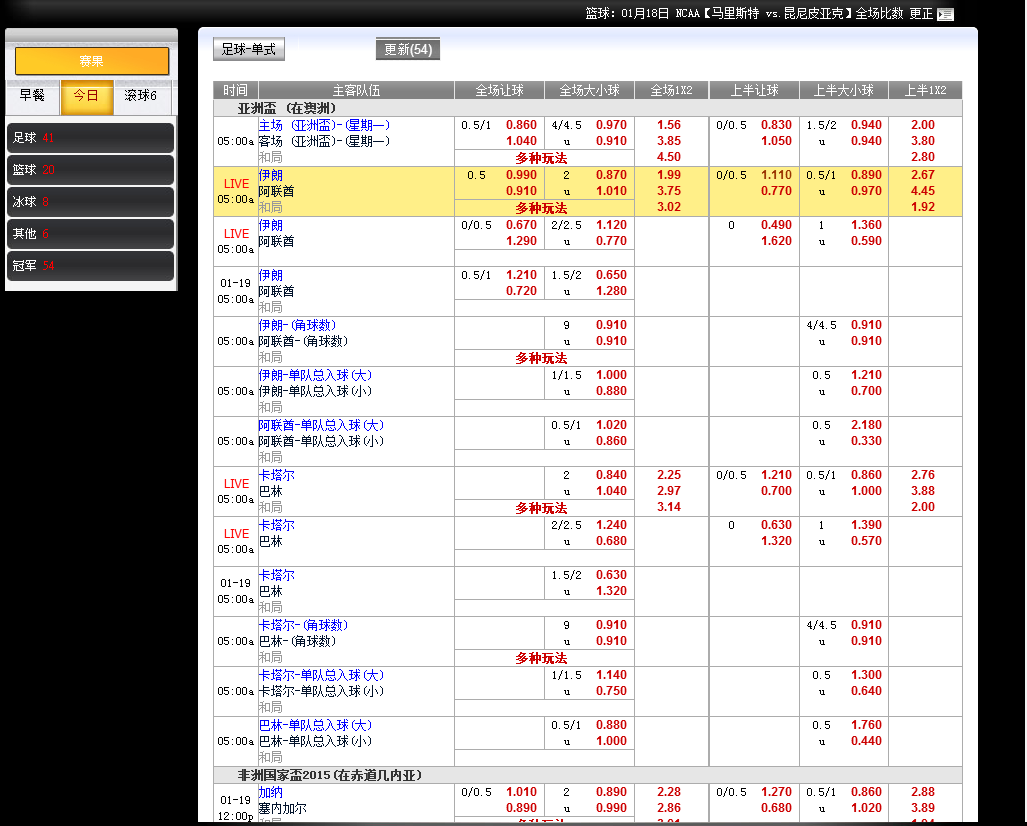 篮球: 01月18日 NCAA【马里斯特 vs.昆尼皮亚克】全场比数 更正
赛果
早餐 今日 滚球6
足球 41
篮球 20
冰球 8
其他 6
冠军 54
足球-单式 更新(54)
时间 主客队伍 全场让球 全场大小球 全场1X2 上半让球 上半大小球 上半1X2
亚洲盃 (在澳洲)
主场 (亚洲盃)-(星期一) 0.5/1 0.860 4/4.5 0.970 1.56 0/0.5 0.830 1.5/2 0.940 2.00
05:00a 客场 (亚洲盃)-(星期一) 1.040 u 0.910 3.85 1.050 u 0.940 3.80
和局 多种玩法 4.50 2.80
LIVE 伊朗 0.5 0.990 2 0.870 1.99 0/0.5 1.110 0.5/1 0.890 2.67
05:00a 阿联酋 0.910 u 1.010 3.75 0.770 u 0.970 4.45
和局 多种玩法 3.02 1.92
LIVE 伊朗 0/0.5 0.670 2/2.5 1.120 0 0.490 1 1.360
05:00a 阿联酋 1.290 u 0.770 1.620 u 0.590
01-19 伊朗 0.5/1 1.210 1.5/2 0.650
05:00a 阿联酋 0.720 u 1.280
和局
伊朗-(角球数) 9 0.910 4/4.5 0.910
05:00a 阿联酋-(角球数) u 0.910 u 0.910
和局 多种玩法
伊朗-单队总入球(大) 1/1.5 1.000 0.5 1.210
05:00a 伊朗-单队总入球(小) u 0.880 u 0.700
和局
阿联酋-单队总入球(大) 0.5/1 1.020 0.5 2.180
05:00a 阿联酋-单队总入球(小) u 0.860 u 0.330
和局
LIVE 卡塔尔 2 0.840 2.25 0/0.5 1.210 0.5/1 0.860 2.76
05:00a 巴林 u 1.040 2.97 0.700 u 1.000 3.88
和局 多种玩法 3.14 2.00
LIVE 卡塔尔 2/2.5 1.240 0 0.630 1 1.390
05:00a 巴林 u 0.680 1.320 u 0.570
01-19 卡塔尔 1.5/2 0.630
05:00a 巴林 u 1.320
和局
卡塔尔-(角球数) 9 0.910 4/4.5 0.910
05:00a 巴林-(角球数) u 0.910 u 0.910
和局 多种玩法
卡塔尔-单队总入球(大) 1/1.5 1.140 0.5 1.300
05:00a 卡塔尔-单队总入球(小) u 0.750 u 0.640
和局
巴林-单队总入球(大) 0.5/1 0.880 0.5 1.760
05:00a 巴林-单队总入球(小) u 1.000 u 0.440
和局
非洲国家盃2015(在赤道几内亚)
01-19 加纳 0/0.5 1.010 2 0.890 2.28 0/0.5 1.270 0.5/1 0.860 2.88
12:00p 塞内加尔 0.890 u 0.990 2.86 0.680 u 1.020 3.89